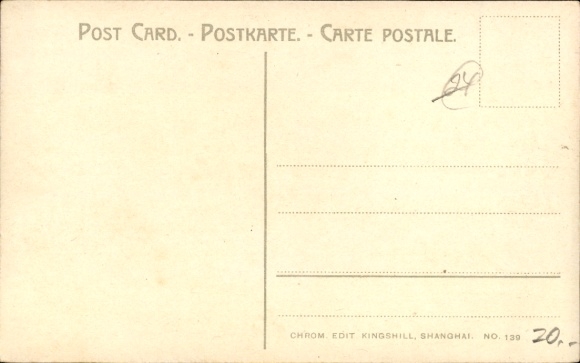 POST CARD. - POSTKARTE. - CARTE POSTALE.
24
CHROM. EDIT KINGSHILL, SHANGHAI. NO. 139
20.-